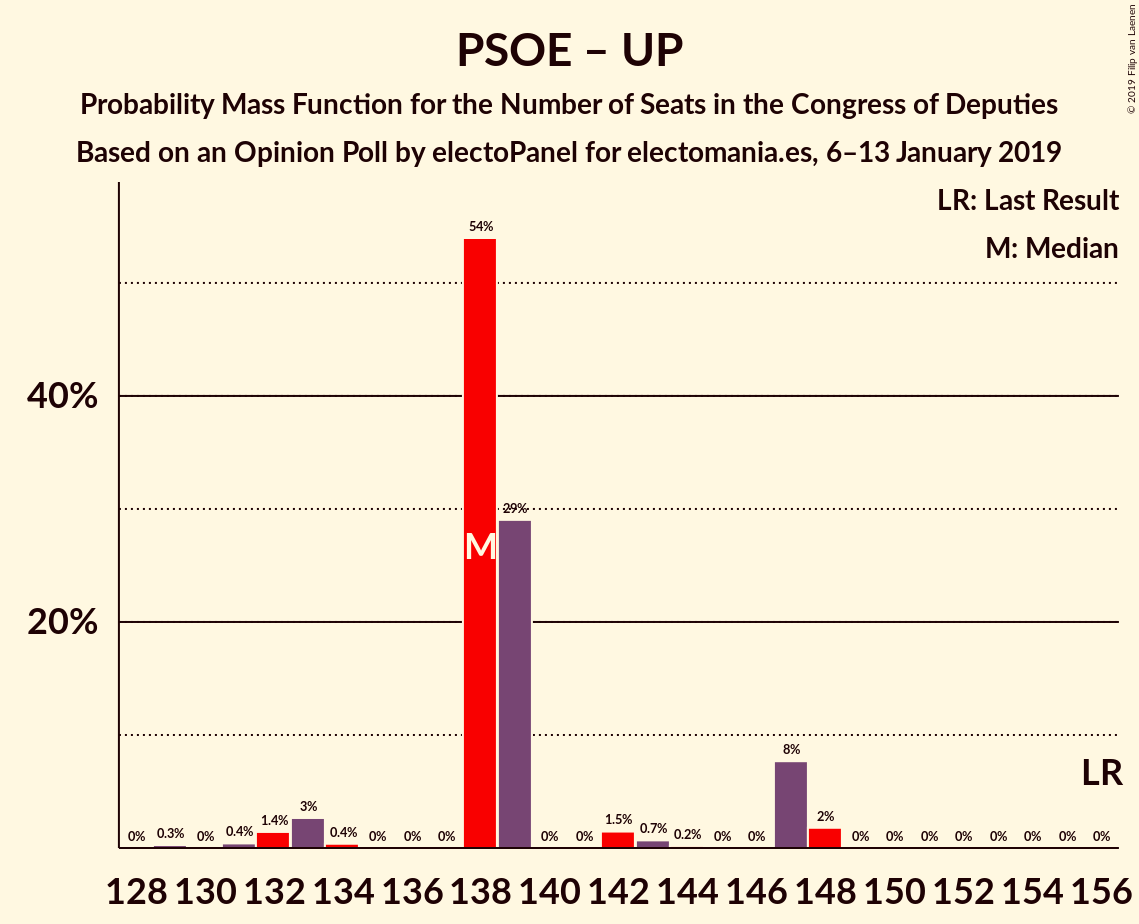 PSOE – UP
Probability Mass Function for the Number of Seats in the Congress of Deputies
Based on an Opinion Poll by electoPanel for electomania.es, 6–13 January 2019
© 2019 Filip van Laenen
LR: Last Result
M: Median
40%
20%
0% 0.3% 0% 0.4% 1.4% 3% 0.4% 0% 0% 0% 54% 29% 0% 0% 1.5% 0.7% 0.2% 0% 0% 8% 2% 0% 0% 0% 0% 0% 0% 0% 0%
M
LR
128 130 132 134 136 138 140 142 144 146 148 150 152 154 156